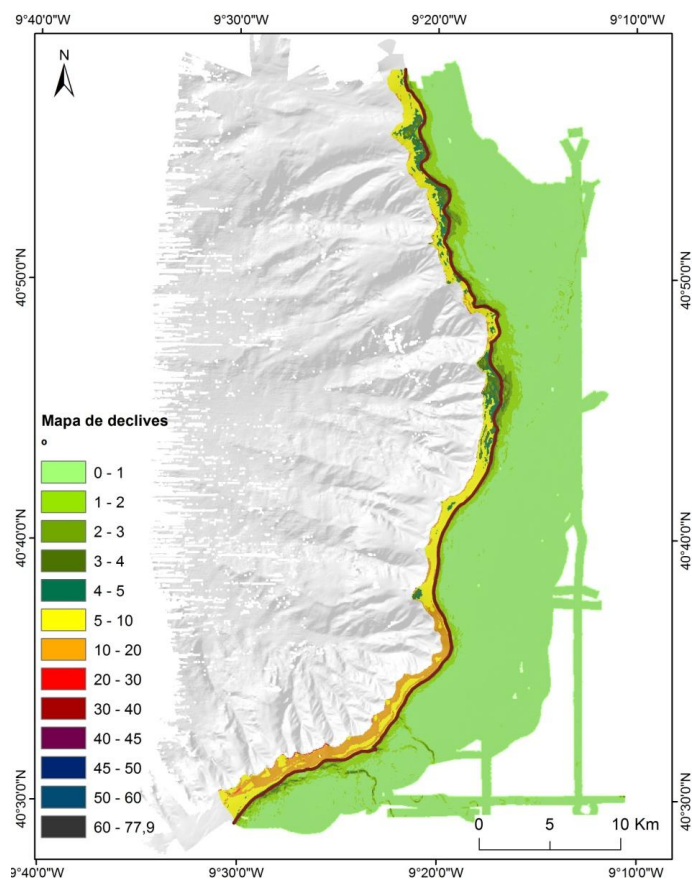 9°40'0"W 9°30'0"W 9°20'0"W 9°10'0"W
N
40°50'0"N 40°50'0"N
Mapa de declives
º
0 - 1
1 - 2
2 - 3
3 - 4
4 - 5
5 - 10
10 - 20
20 - 30
30 - 40
40 - 45
45 - 50
50 - 60
60 - 77,9
40°40'0"N 40°40'0"N
40°30'0"N 40°30'0"N
0 5 10 Km
9°40'0"W 9°30'0"W 9°20'0"W 9°10'0"W